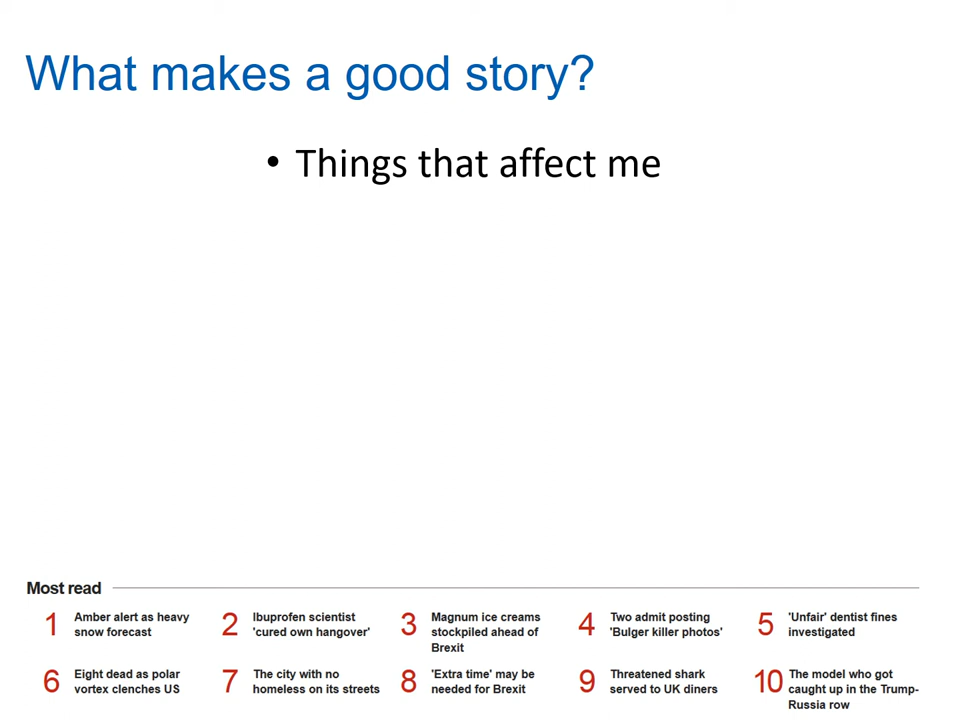 What makes a good story?
• Things that affect me
Most read
1 Amber alert as heavy
snow forecast
2 Ibuprofen scientist
'cured own hangover'
3 Magnum ice creams
stockpiled ahead of
Brexit
4 Two admit posting
'Bulger killer photos'
5 'Unfair' dentist fines
investigated
6 Eight dead as polar
vortex clenches US
7 The city with no
homeless on its streets
8 'Extra time' may be
needed for Brexit
9 Threatened shark
served to UK diners
10 The model who got
caught up in the Trump-
Russia row